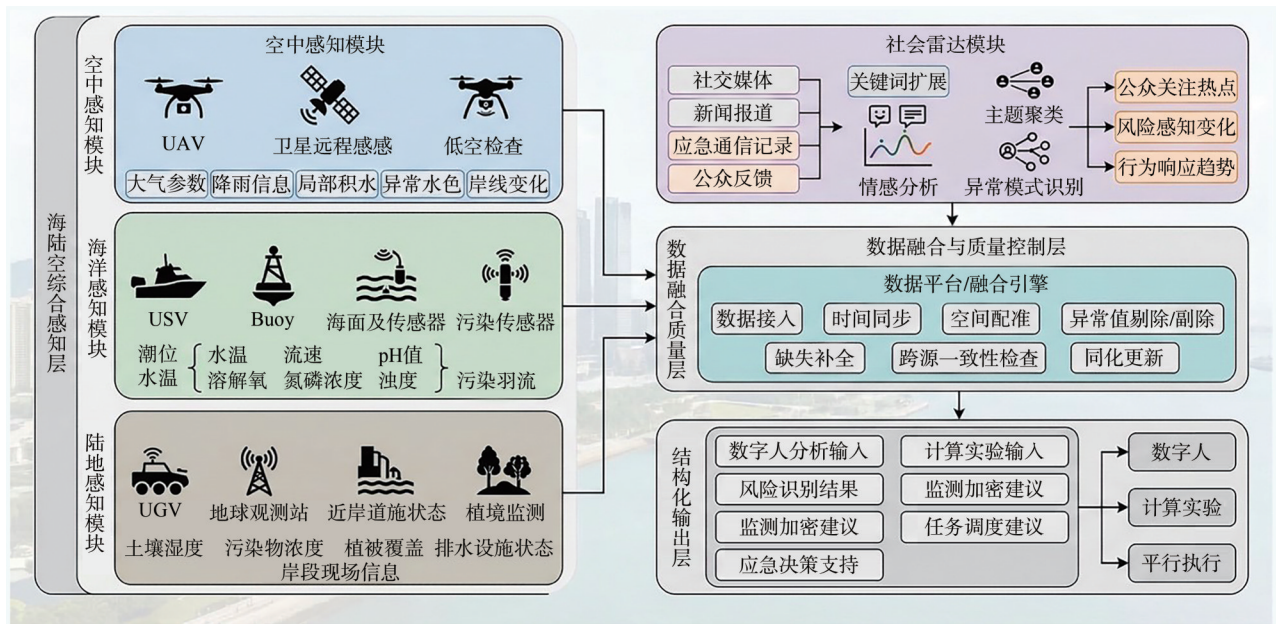 海陆空综合感知层
空中感知模块
空中感知模块
UAV
卫星远程感感
低空检查
大气参数
降雨信息
局部积水
异常水色
岸线变化
海洋感知模块
USV
Buoy
海面及传感器
污染传感器
潮位
水温
水温
溶解氧
流速
氮磷浓度
pH值
浊度
污染羽流
陆地感知模块
UGV
地球观测站
近岸道施状态
植境监测
土壤湿度
污染物浓度
植被覆盖
排水设施状态
岸段现场信息
社会雷达模块
社交媒体
新闻报道
应急通信记录
公众反馈
关键词扩展
情感分析
主题聚类
异常模式识别
公众关注热点
风险感知变化
行为响应趋势
数据融合质量层
数据融合与质量控制层
数据平台/融合引擎
数据接入
时间同步
空间配准
异常值剔除/副除
缺失补全
跨源一致性检查
同化更新
结构化输出层
数字人分析输入
计算实验输入
风险识别结果
监测加密建议
监测加密建议
任务调度建议
应急决策支持
数字人
计算实验
平行执行